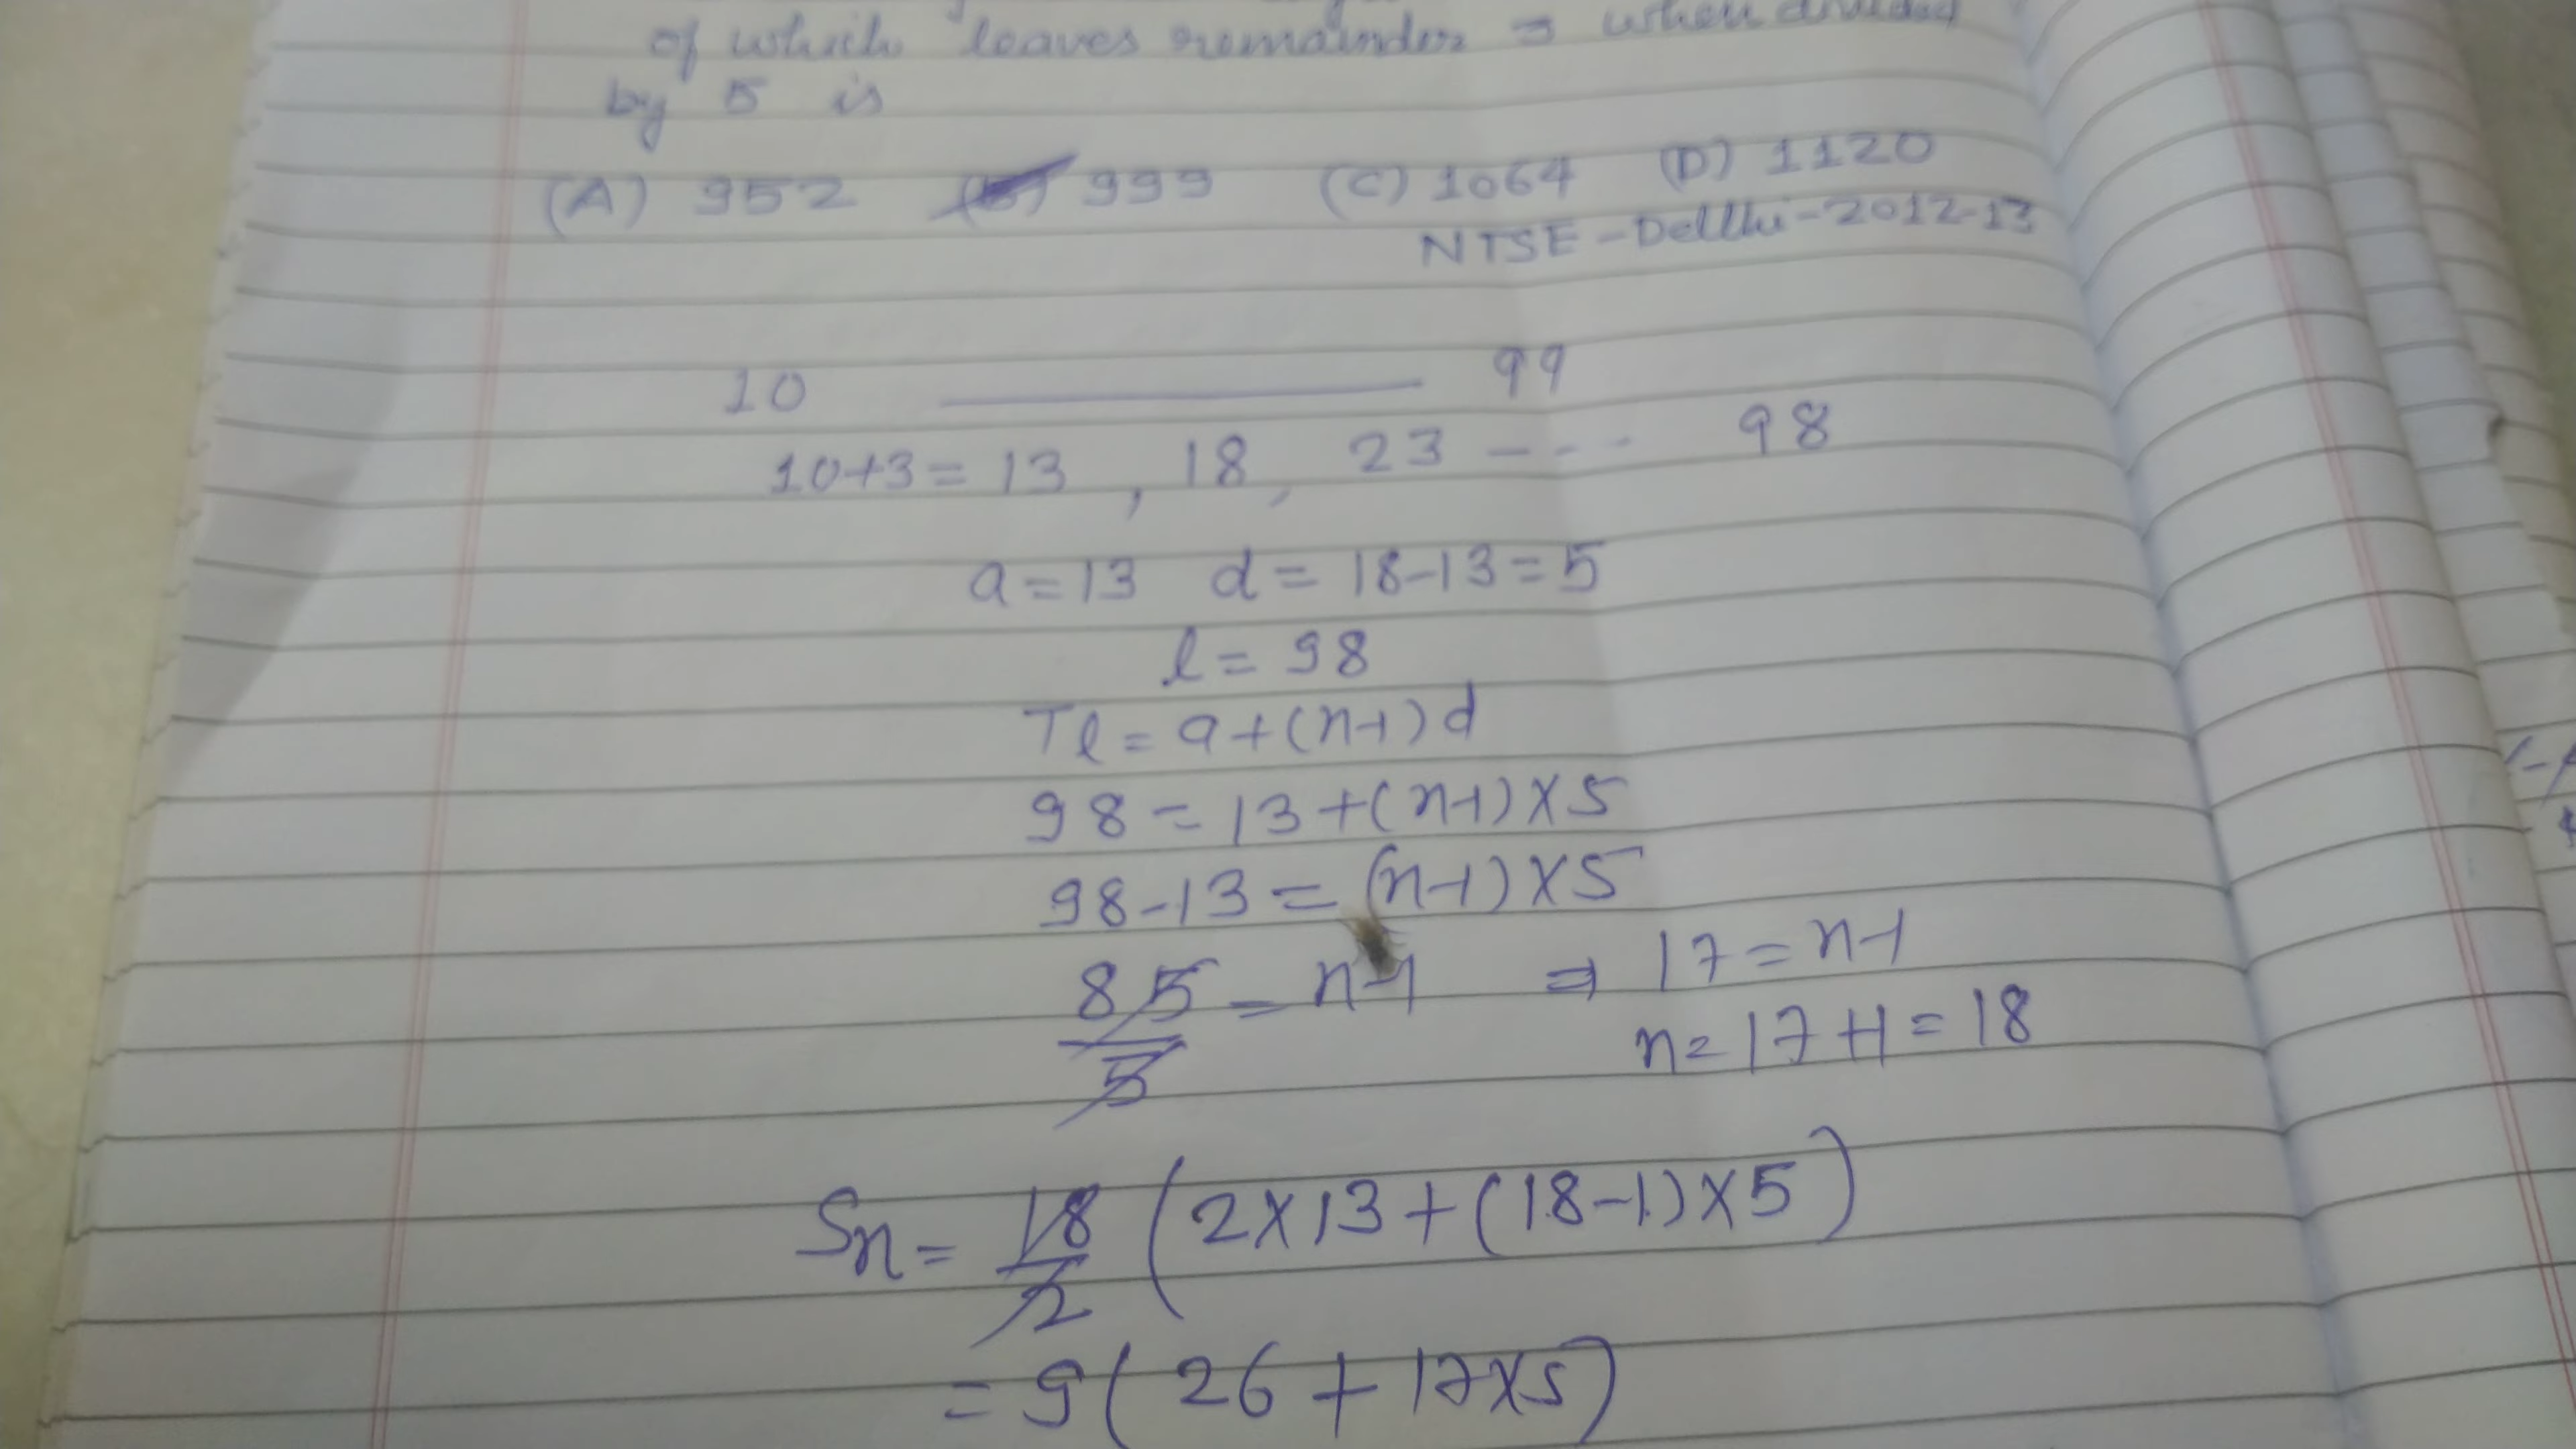 of which leaves remainder 3 when divided
by 5 is
(A) 952 (B) 999 (C) 1064 (D) 1120
NTSE - Dellhi - 2012-13
10 ——— 99
10+3 = 13, 18, 23 --- 98
a = 13 d = 18-13 = 5
l = 98
Tl = a+(n-1)d
98 = 13+(n-1)×5
98-13 = (n-1)×5
85/5 = n-1 ⇒ 17 = n-1
n = 17+1 = 18
Sn = 18/2 (2×13+(18-1)×5)
= 9(26+17×5)